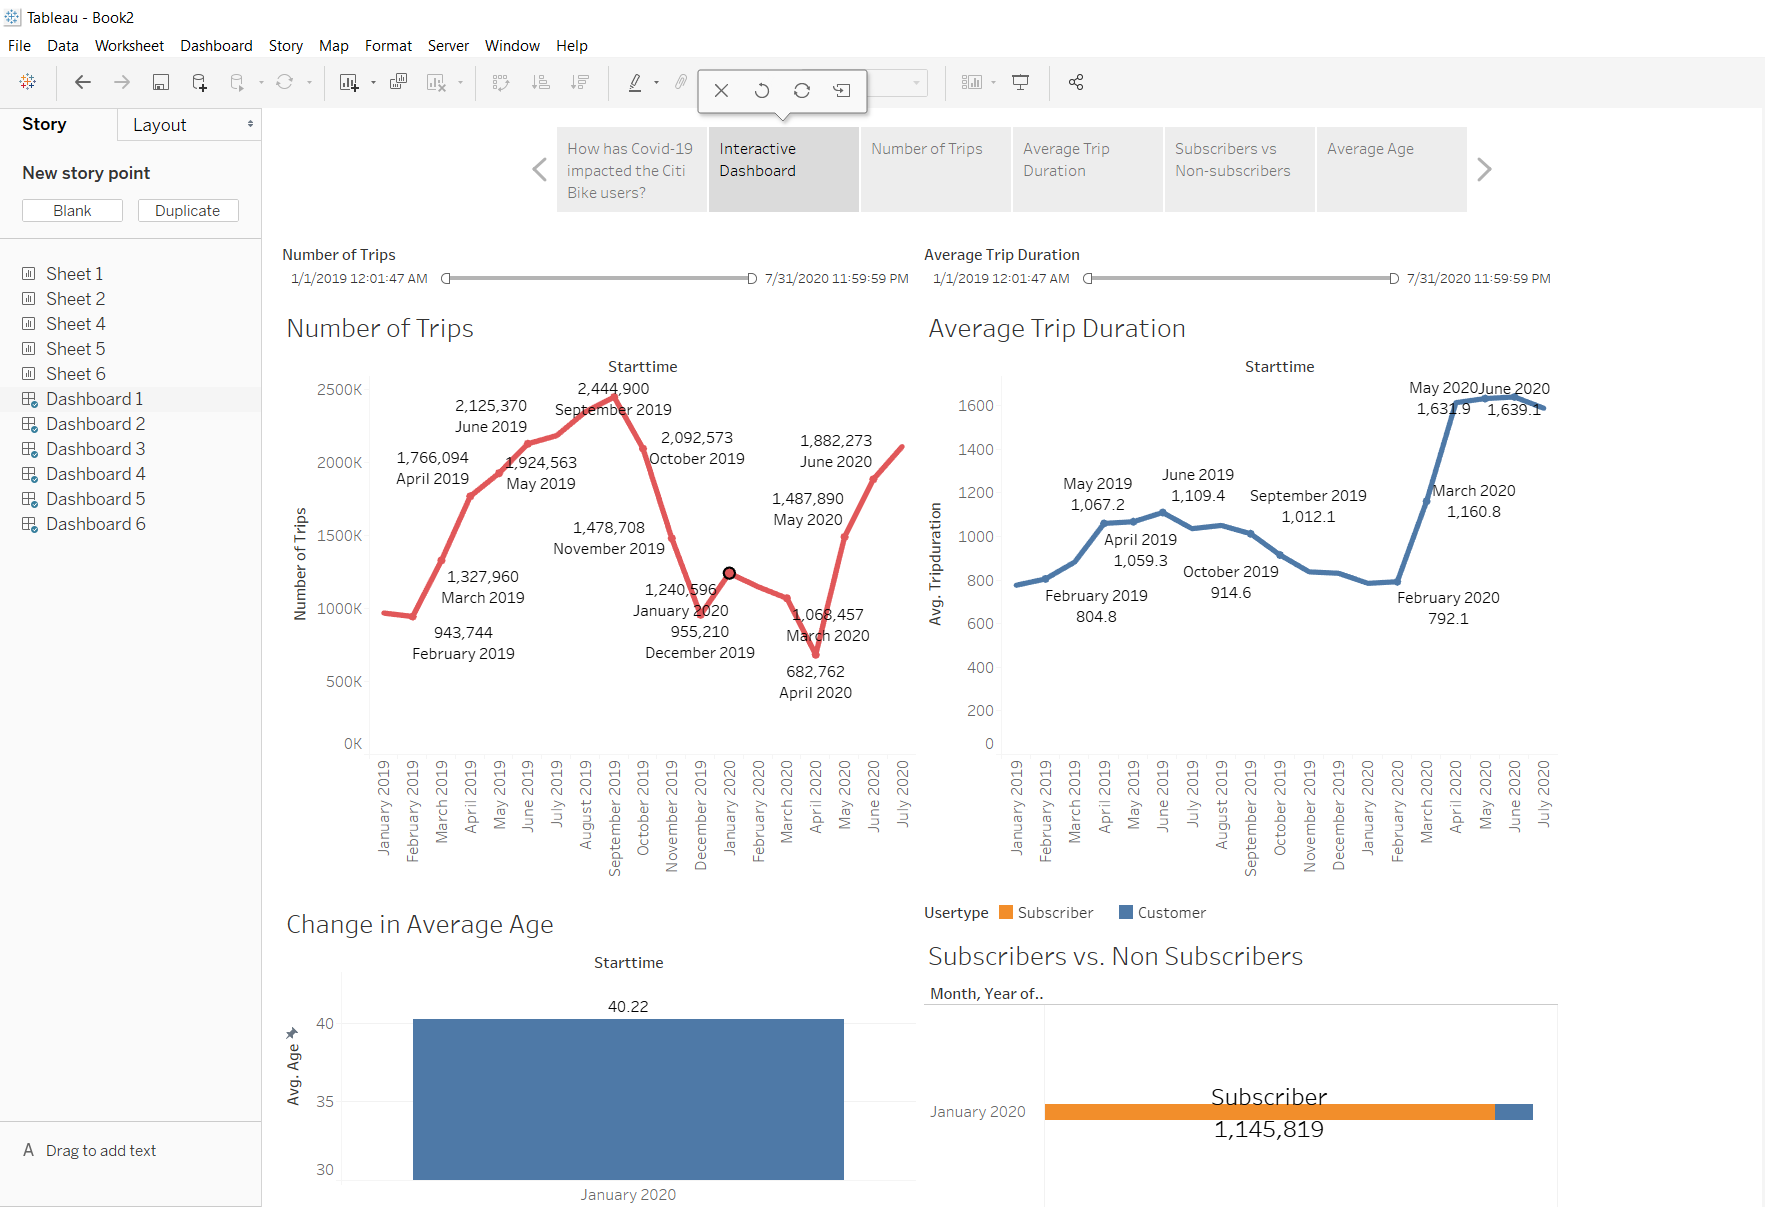 Tableau - Book2
File Data Worksheet Dashboard Story Map Format Server Window Help
Story
Layout
New story point
Blank
Duplicate
Sheet 1
Sheet 2
Sheet 4
Sheet 5
Sheet 6
Dashboard 1
Dashboard 2
Dashboard 3
Dashboard 4
Dashboard 5
Dashboard 6
A Drag to add text
How has Covid-19
impacted the Citi
Bike users?
Interactive
Dashboard
Number of Trips
Average Trip
Duration
Subscribers vs
Non-subscribers
Average Age
Number of Trips
1/1/2019 12:01:47 AM
7/31/2020 11:59:59 PM
Average Trip Duration
1/1/2019 12:01:47 AM
7/31/2020 11:59:59 PM
Number of Trips
Starttime
Number of Trips
2500K
2000K
1500K
1000K
500K
0K
943,744
February 2019
1,327,960
March 2019
1,766,094
April 2019
1,924,563
May 2019
2,125,370
June 2019
2,444,900
September 2019
2,092,573
October 2019
1,478,708
November 2019
955,210
December 2019
1,240,596
January 2020
1,068,457
March 2020
682,762
April 2020
1,487,890
May 2020
1,882,273
June 2020
January 2019
February 2019
March 2019
April 2019
May 2019
June 2019
July 2019
August 2019
September 2019
October 2019
November 2019
December 2019
January 2020
February 2020
March 2020
April 2020
May 2020
June 2020
July 2020
Average Trip Duration
Starttime
Avg. Tripduration
1600
1400
1200
1000
800
600
400
200
0
February 2019
804.8
April 2019
1,059.3
May 2019
1,067.2
June 2019
1,109.4
September 2019
1,012.1
October 2019
914.6
February 2020
792.1
March 2020
1,160.8
May 2020
1,631.9
June 2020
1,639.1
January 2019
February 2019
March 2019
April 2019
May 2019
June 2019
July 2019
August 2019
September 2019
October 2019
November 2019
December 2019
January 2020
February 2020
March 2020
April 2020
May 2020
June 2020
July 2020
Change in Average Age
Starttime
Avg. Age
40
35
30
40.22
January 2020
Usertype
Subscriber
Customer
Subscribers vs. Non Subscribers
Month, Year of..
January 2020
Subscriber
1,145,819